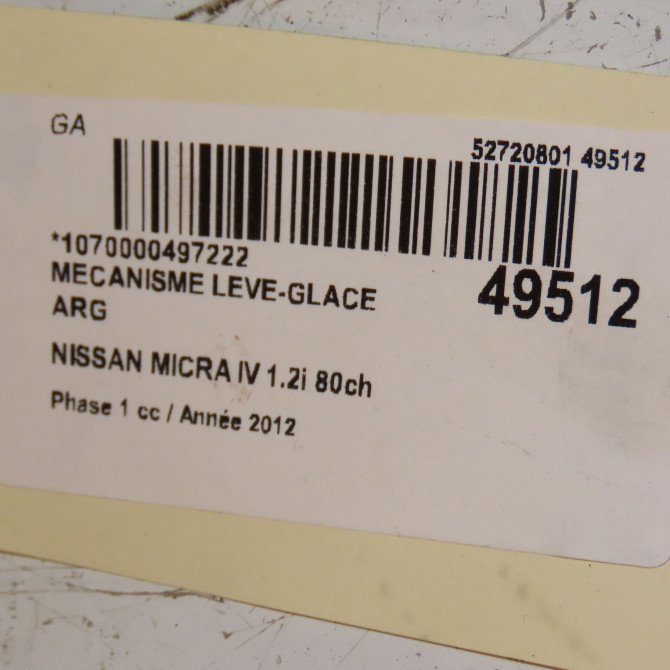 GA
52720801 49512
*1070000497222
MECANISME LEVE-GLACE
ARG
49512
NISSAN MICRA IV 1.2i 80ch
Phase 1 cc / Année 2012